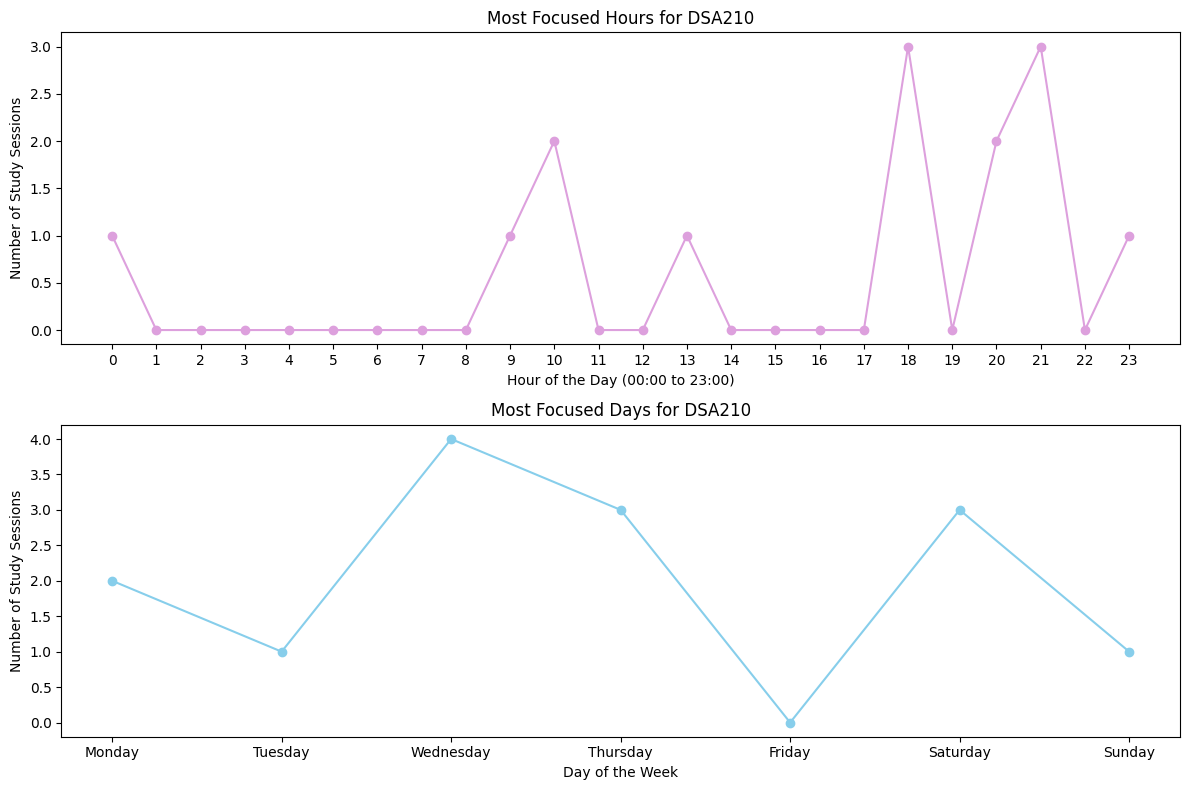 Most Focused Hours for DSA210
Number of Study Sessions
3.0
2.5
2.0
1.5
1.0
0.5
0.0
0 1 2 3 4 5 6 7 8 9 10 11 12 13 14 15 16 17 18 19 20 21 22 23
Hour of the Day (00:00 to 23:00)
Most Focused Days for DSA210
Number of Study Sessions
4.0
3.5
3.0
2.5
2.0
1.5
1.0
0.5
0.0
Monday Tuesday Wednesday Thursday Friday Saturday Sunday
Day of the Week